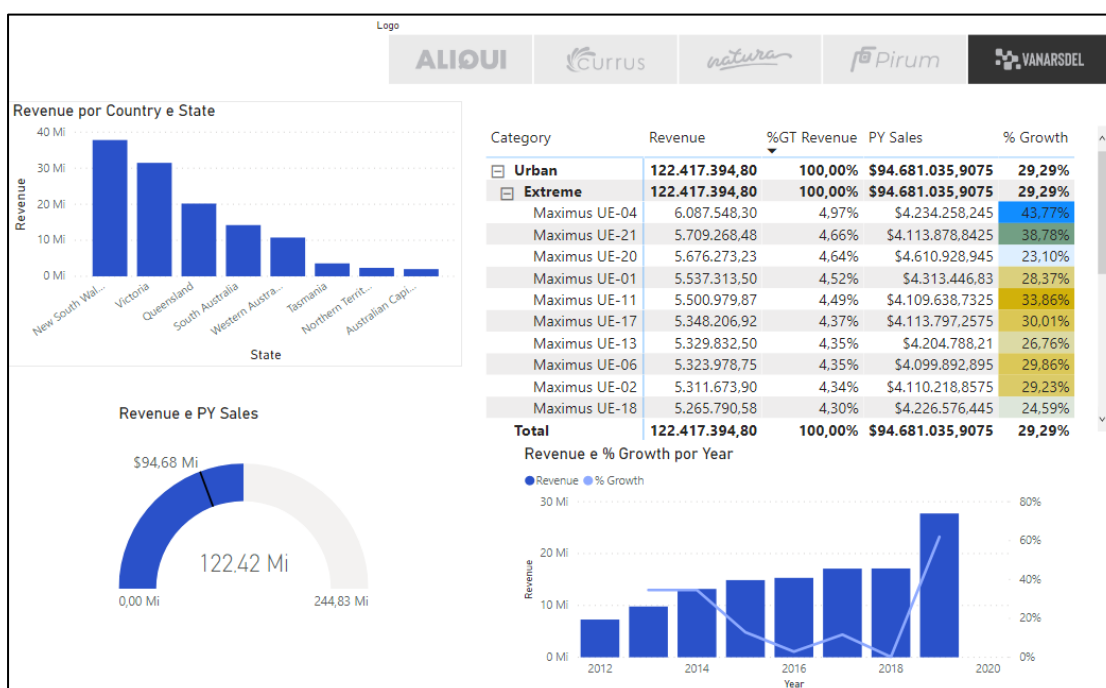 Logo
ALIQUI
Currus
natura
Pirum
VANARSDEL
Revenue por Country e State
40 Mi
30 Mi
20 Mi
10 Mi
0 Mi
Revenue
New South Wal...
Victoria
Queensland
South Australia
Western Austra...
Tasmania
Northern Territ...
Australian Capi...
State
Category Revenue %GT Revenue PY Sales % Growth
Urban 122.417.394,80 100,00% $94.681.035,9075 29,29%
Extreme 122.417.394,80 100,00% $94.681.035,9075 29,29%
Maximus UE-04 6.087.548,30 4,97% $4.234.258,245 43,77%
Maximus UE-21 5.709.268,48 4,66% $4.113.878,8425 38,78%
Maximus UE-20 5.676.273,23 4,64% $4.610.928,945 23,10%
Maximus UE-01 5.537.313,50 4,52% $4.313.446,83 28,37%
Maximus UE-11 5.500.979,87 4,49% $4.109.638,7325 33,86%
Maximus UE-17 5.348.206,92 4,37% $4.113.797,2575 30,01%
Maximus UE-13 5.329.832,50 4,35% $4.204.788,21 26,76%
Maximus UE-06 5.323.978,75 4,35% $4.099.892,895 29,86%
Maximus UE-02 5.311.673,90 4,34% $4.110.218,8575 29,23%
Maximus UE-18 5.265.790,58 4,30% $4.226.576,445 24,59%
Total 122.417.394,80 100,00% $94.681.035,9075 29,29%
Revenue e PY Sales
$94,68 Mi
122,42 Mi
0,00 Mi 244,83 Mi
Revenue e % Growth por Year
Revenue % Growth
30 Mi
20 Mi
10 Mi
0 Mi
Revenue
80%
60%
40%
20%
0%
2012 2014 2016 2018 2020
Year